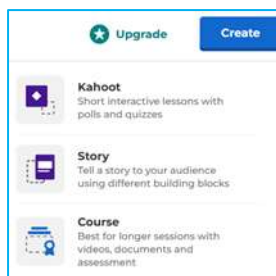 Upgrade
Create
Kahoot
Short interactive lessons with
polls and quizzes
Story
Tell a story to your audience
using different building blocks
Course
Best for longer sessions with
videos, documents and
assessment